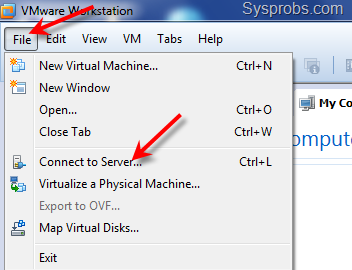 VMware Workstation
Sysprobs.com
File Edit View VM Tabs Help
New Virtual Machine... Ctrl+N
New Window
Open... Ctrl+O
Close Tab Ctrl+W
My Co
Connect to Server... Ctrl+L
ompute
Virtualize a Physical Machine...
Export to OVF...
Map Virtual Disks...
Exit